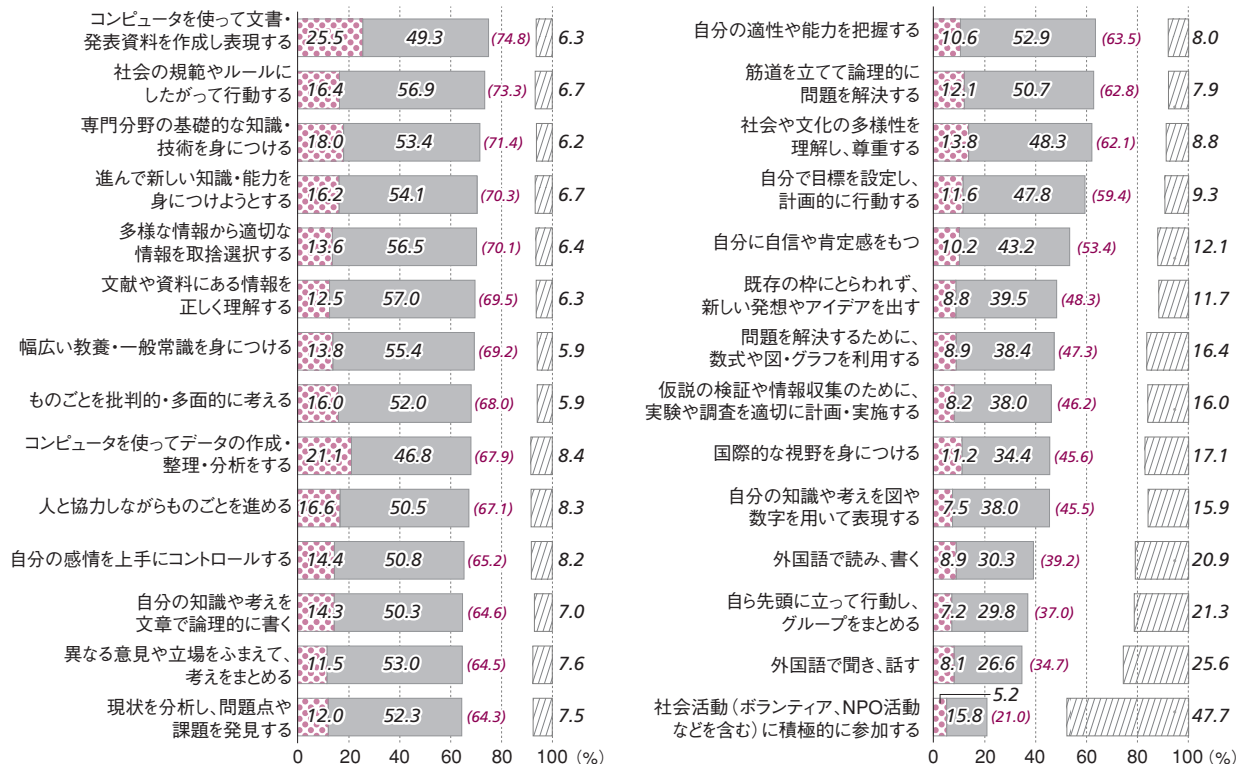 コンピュータを使って文書・
発表資料を作成し表現する
25.5 49.3 (74.8) 6.3
社会の規範やルールに
したがって行動する
16.4 56.9 (73.3) 6.7
専門分野の基礎的な知識・
技術を身につける
18.0 53.4 (71.4) 6.2
進んで新しい知識・能力を
身につけようとする
16.2 54.1 (70.3) 6.7
多様な情報から適切な
情報を取捨選択する
13.6 56.5 (70.1) 6.4
文献や資料にある情報を
正しく理解する
12.5 57.0 (69.5) 6.3
幅広い教養・一般常識を身につける
13.8 55.4 (69.2) 5.9
ものごとを批判的・多面的に考える
16.0 52.0 (68.0) 5.9
コンピュータを使ってデータの作成・
整理・分析をする
21.1 46.8 (67.9) 8.4
人と協力しながらものごとを進める
16.6 50.5 (67.1) 8.3
自分の感情を上手にコントロールする
14.4 50.8 (65.2) 8.2
自分の知識や考えを
文章で論理的に書く
14.3 50.3 (64.6) 7.0
異なる意見や立場をふまえて、
考えをまとめる
11.5 53.0 (64.5) 7.6
現状を分析し、問題点や
課題を発見する
12.0 52.3 (64.3) 7.5
0 20 40 60 80 100 (%)
自分の適性や能力を把握する
10.6 52.9 (63.5) 8.0
筋道を立てて論理的に
問題を解決する
12.1 50.7 (62.8) 7.9
社会や文化の多様性を
理解し、尊重する
13.8 48.3 (62.1) 8.8
自分で目標を設定し、
計画的に行動する
11.6 47.8 (59.4) 9.3
自分に自信や肯定感をもつ
10.2 43.2 (53.4) 12.1
既存の枠にとらわれず、
新しい発想やアイデアを出す
8.8 39.5 (48.3) 11.7
問題を解決するために、
数式や図・グラフを利用する
8.9 38.4 (47.3) 16.4
仮説の検証や情報収集のために、
実験や調査を適切に計画・実施する
8.2 38.0 (46.2) 16.0
国際的な視野を身につける
11.2 34.4 (45.6) 17.1
自分の知識や考えを図や
数字を用いて表現する
7.5 38.0 (45.5) 15.9
外国語で読み、書く
8.9 30.3 (39.2) 20.9
自ら先頭に立って行動し、
グループをまとめる
7.2 29.8 (37.0) 21.3
外国語で聞き、話す
8.1 26.6 (34.7) 25.6
社会活動(ボランティア、NPO活動
などを含む)に積極的に参加する
5.2 15.8 (21.0) 47.7
0 20 40 60 80 100 (%)